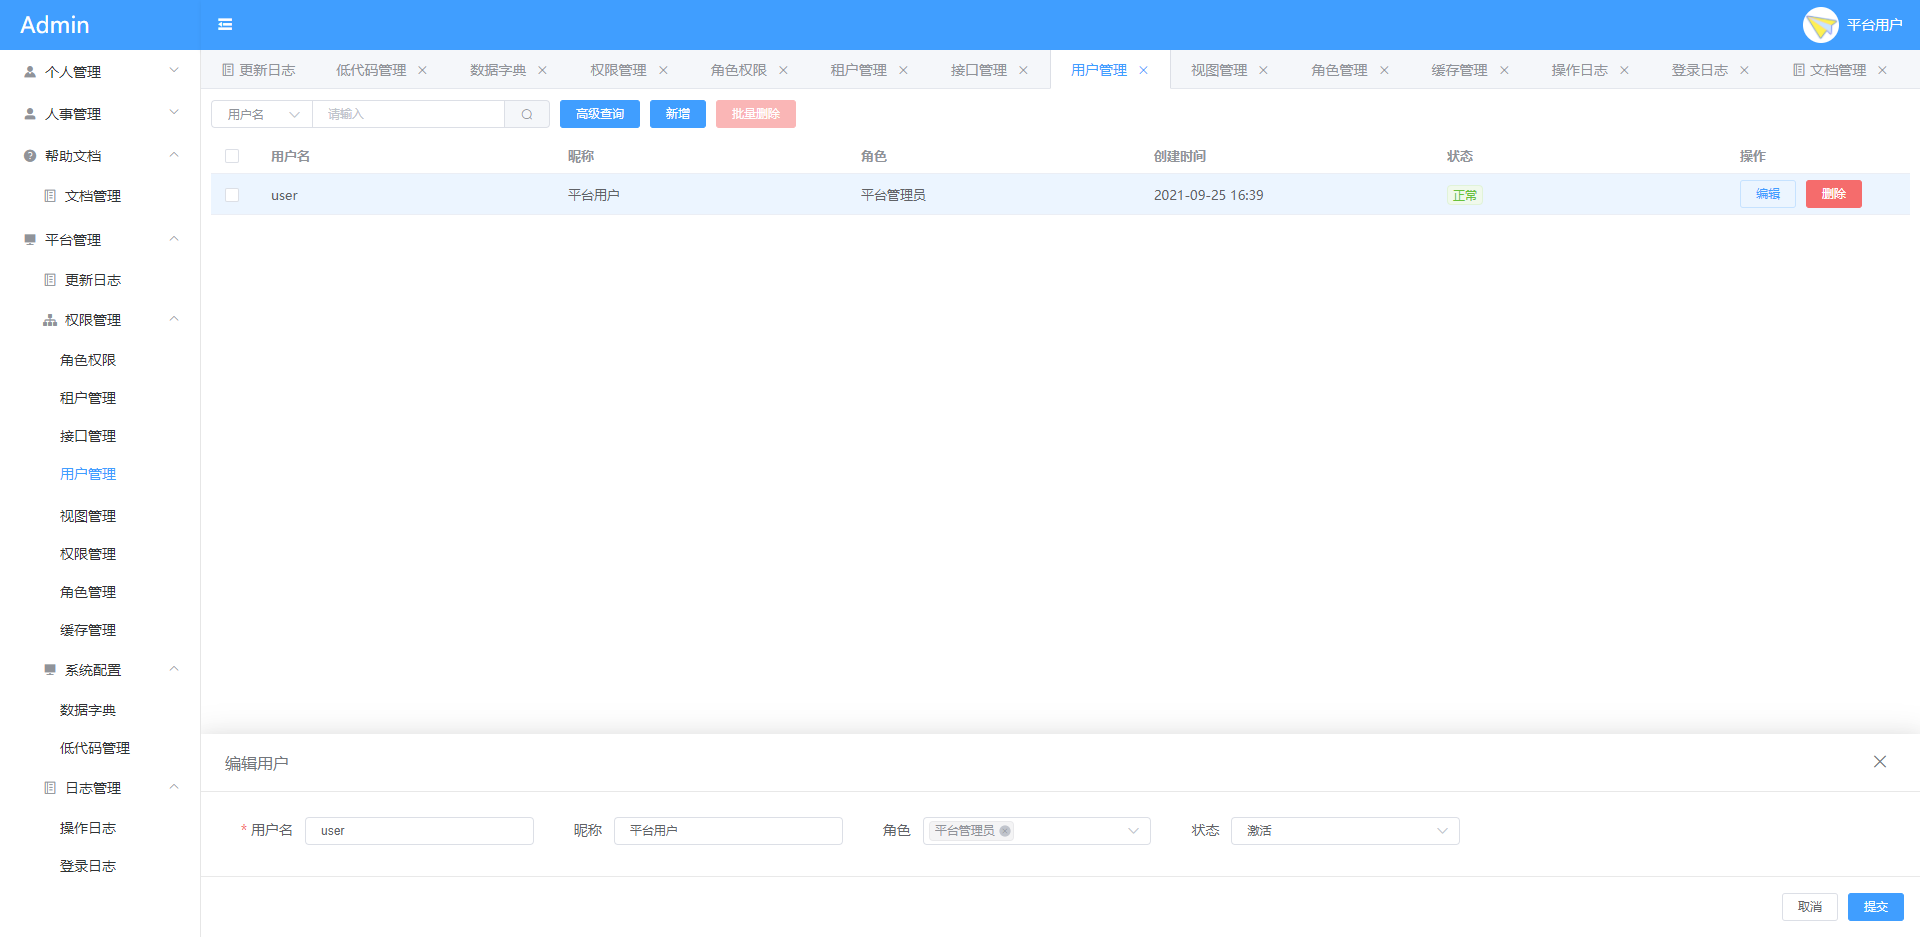 Admin
平台用户
个人管理
人事管理
帮助文档
文档管理
平台管理
更新日志
权限管理
角色权限
租户管理
接口管理
用户管理
视图管理
权限管理
角色管理
缓存管理
系统配置
数据字典
低代码管理
日志管理
操作日志
登录日志
更新日志 低代码管理 数据字典 权限管理 角色权限 租户管理 接口管理 用户管理 视图管理 角色管理 缓存管理 操作日志 登录日志 文档管理
用户名 请输入 高级查询 新增 批量删除
用户名 昵称 角色 创建时间 状态 操作
user 平台用户 平台管理员 2021-09-25 16:39 正常 编辑 删除
编辑用户
* 用户名 user 昵称 平台用户 角色 平台管理员 状态 激活
取消 提交